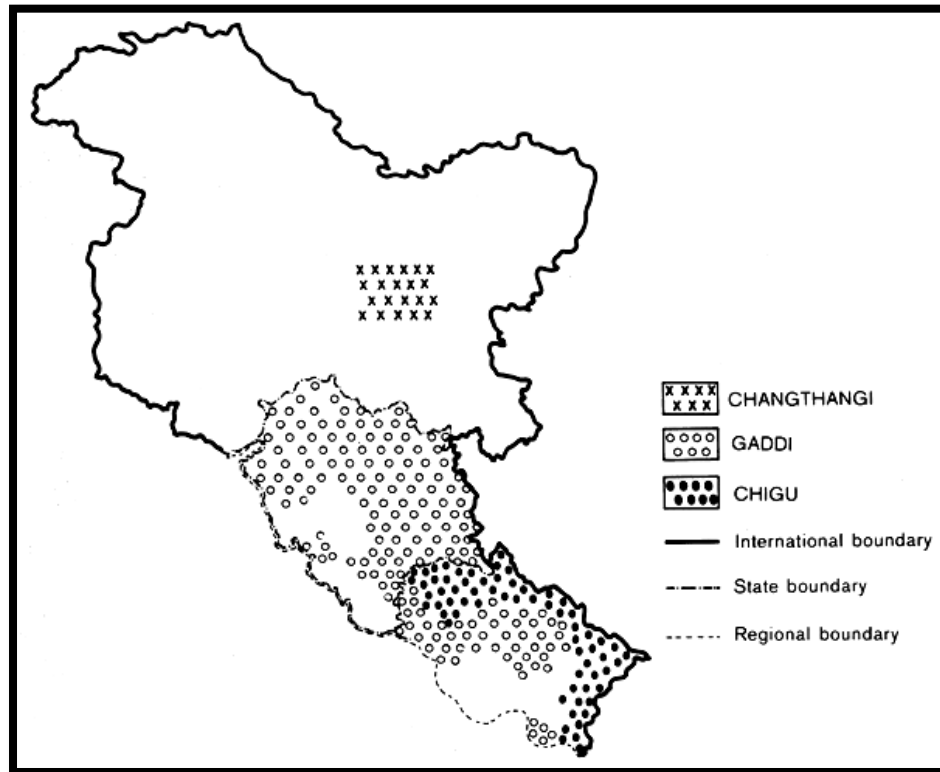 CHANGTHANGI
GADDI
CHIGU
International boundary
State boundary
Regional boundary